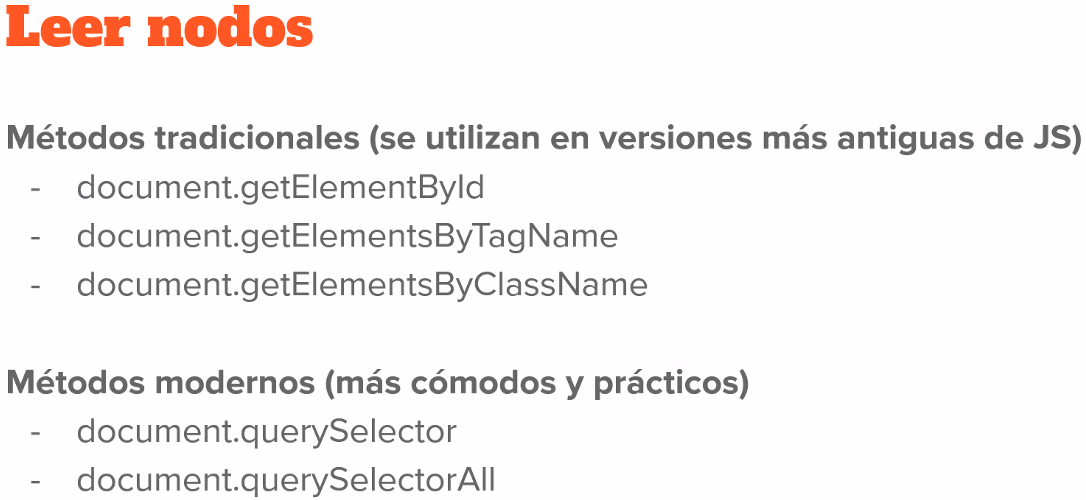 Leer nodos
Métodos tradicionales (se utilizan en versiones más antiguas de JS)
- document.getElementById
- document.getElementsByTagName
- document.getElementsByClassName
Métodos modernos (más cómodos y prácticos)
- document.querySelector
- document.querySelectorAll